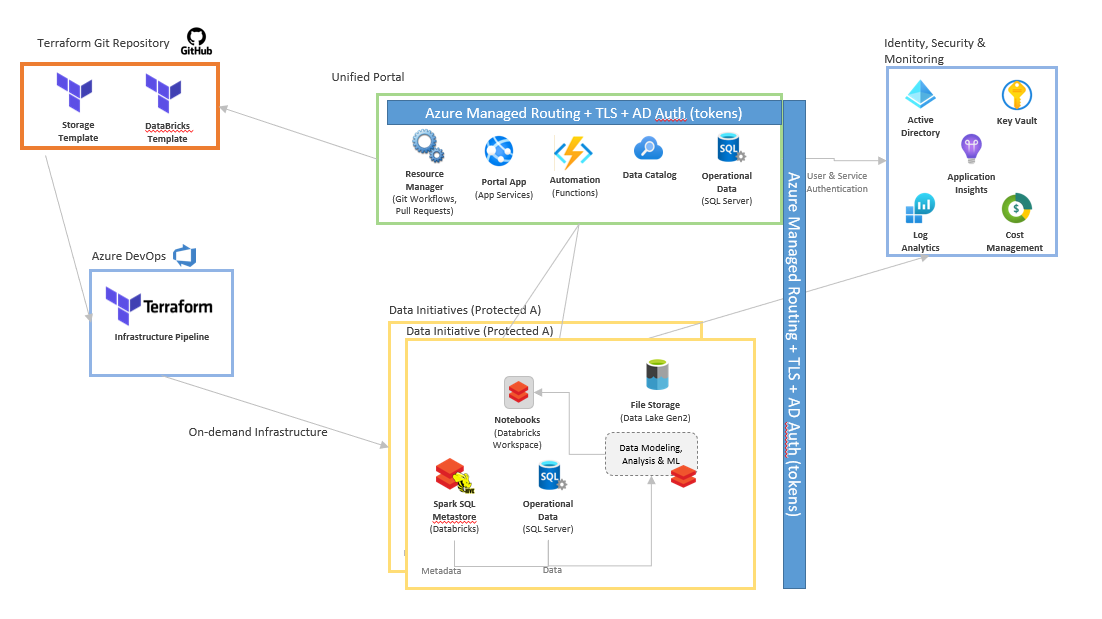 Terraform Git Repository
GitHub
Storage
Template
DataBricks
Template
Unified Portal
Azure Managed Routing + TLS + AD Auth (tokens)
Resource
Manager
(Git Workflows,
Pull Requests)
Portal App
(App Services)
Automation
(Functions)
Data Catalog
SQL
Operational
Data
(SQL Server)
Identity, Security &
Monitoring
Active
Directory
Key Vault
Application
Insights
Log
Analytics
Cost
Management
User & Service
Authentication
Azure Managed Routing + TLS + AD Auth (tokens)
Azure DevOps
Terraform
Infrastructure Pipeline
On-demand Infrastructure
Data Initiatives (Protected A)
Data Initiative (Protected A)
Notebooks
(Databricks
Workspace)
File Storage
(Data Lake Gen2)
Data Modeling,
Analysis & ML
HIVE
Spark SQL
Metastore
(Databricks)
SQL
Operational
Data
(SQL Server)
Metadata
Data